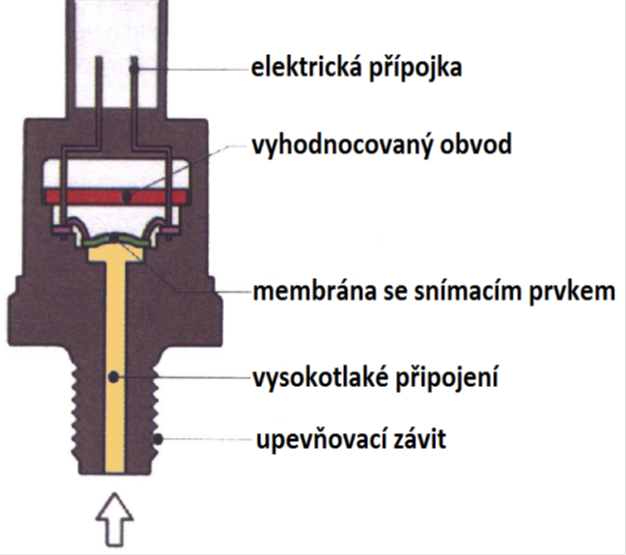 elektrická přípojka
vyhodnocovaný obvod
membrána se snímacím prvkem
vysokotlaké připojení
upevňovací závit